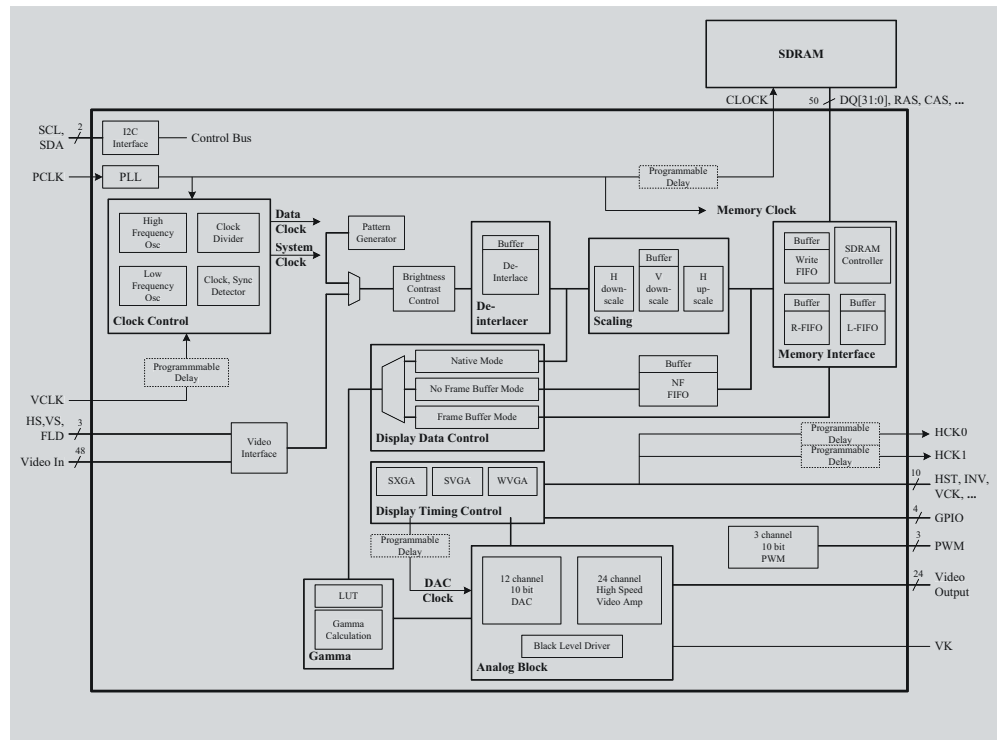 SDRAM
CLOCK
50
DQ[31:0], RAS, CAS, ...
SCL,
SDA
2
I2C
Interface
Control Bus
PCLK
PLL
Programmable
Delay
Memory Clock
High
Frequency
Osc
Clock
Divider
Low
Frequency
Osc
Clock, Sync
Detector
Clock Control
Data
Clock
System
Clock
Pattern
Generator
Brightness
Contrast
Control
Buffer
De-
Interlace
De-
interlacer
H
down-
scale
Buffer
V
down-
scale
H
up-
scale
Scaling
Buffer
Write
FIFO
SDRAM
Controller
Buffer
R-FIFO
Buffer
L-FIFO
Memory Interface
Programmmable
Delay
VCLK
HS,VS,
FLD
3
Video In
48
Video
Interface
Native Mode
No Frame Buffer Mode
Frame Buffer Mode
Display Data Control
Buffer
NF
FIFO
Programmable
Delay
HCK0
Programmable
Delay
HCK1
SXGA
SVGA
WVGA
Display Timing Control
10
HST, INV,
VCK, ...
4
GPIO
Programmable
Delay
3 channel
10 bit
PWM
3
PWM
DAC
Clock
12 channel
10 bit
DAC
24 channel
High Speed
Video Amp
24
Video
Output
LUT
Gamma
Calculation
Gamma
Black Level Driver
Analog Block
VK